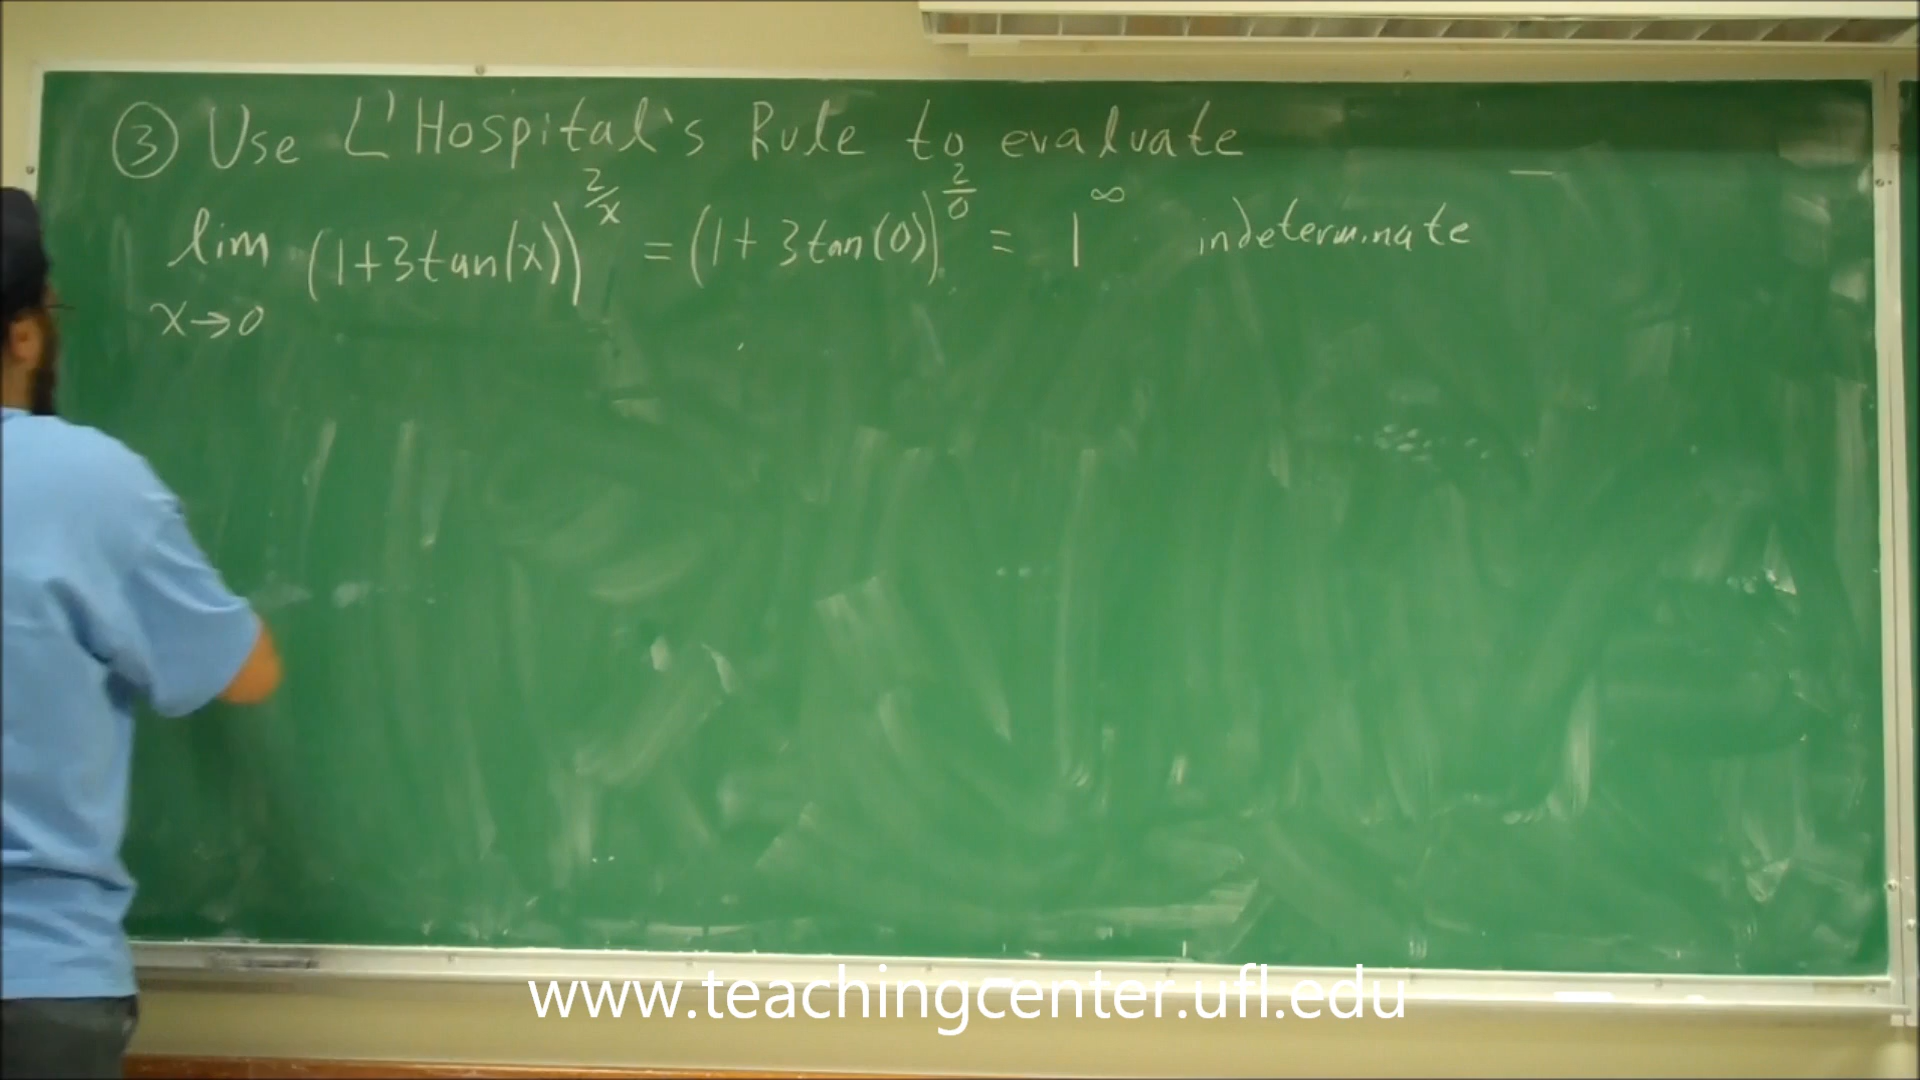 ③ Use L'Hospital's Rule to evaluate
lim (1+3tan(x))^{2/x} = (1+3tan(0))^{2/0} = 1^∞ indeterminate
x→0
www.teachingcenter.ufl.edu